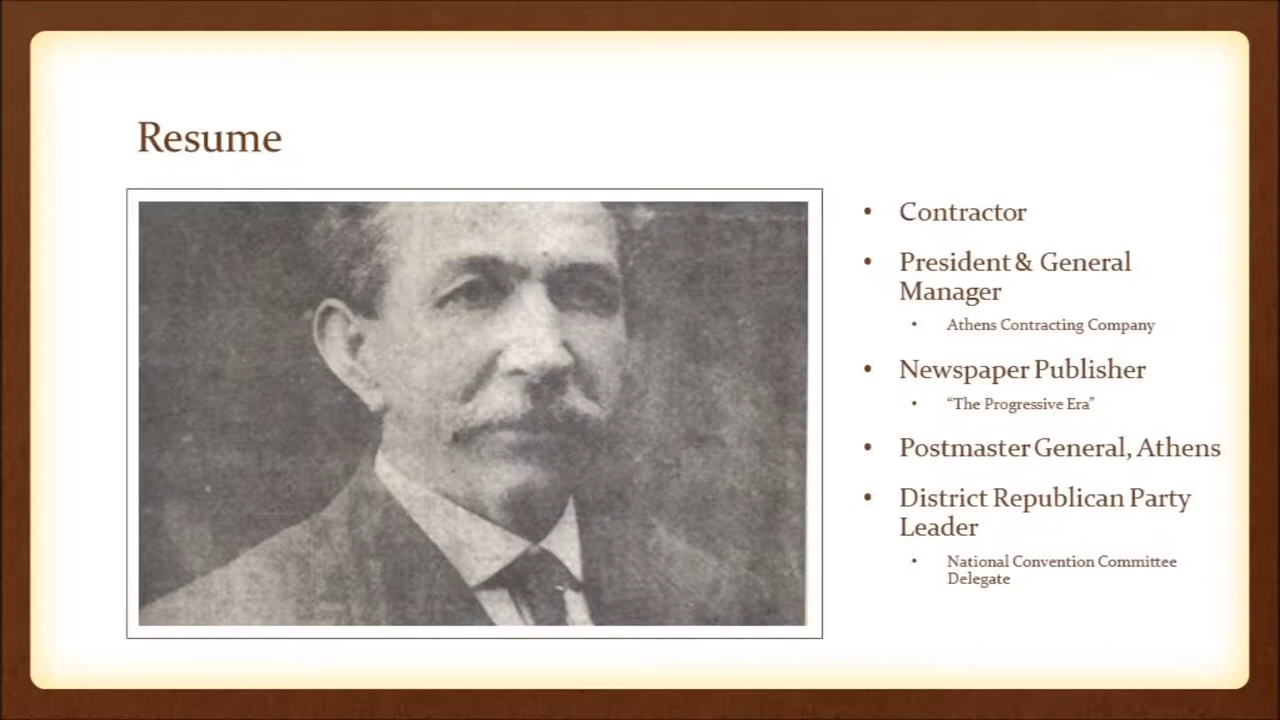 Resume
• Contractor
• President & General
Manager
• Athens Contracting Company
• Newspaper Publisher
• “The Progressive Era”
• Postmaster General, Athens
• District Republican Party
Leader
• National Convention Committee
Delegate